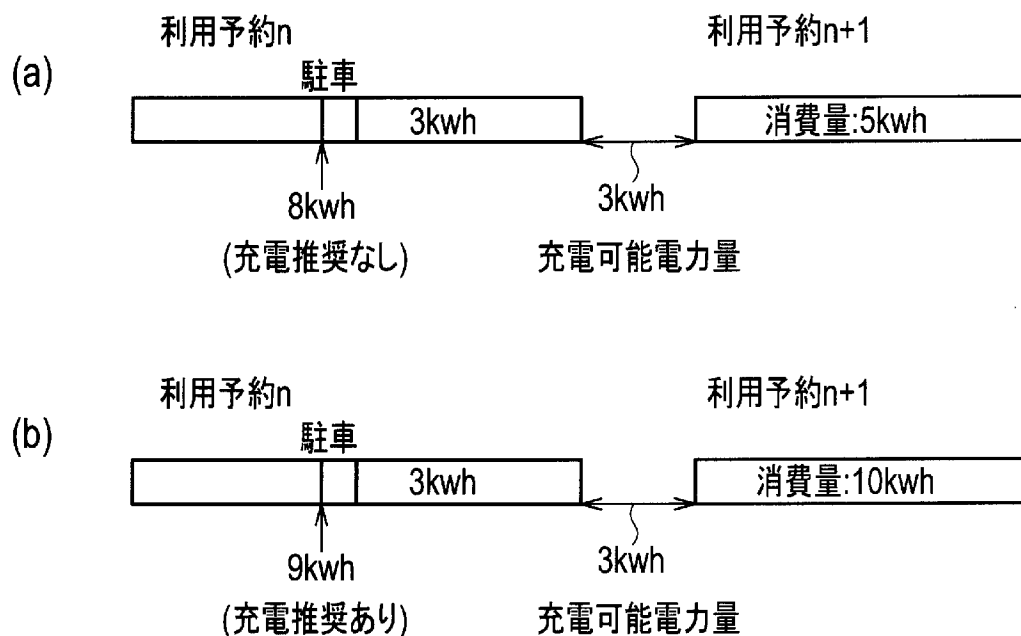 利用予約n 利用予約n+1
(a)
駐車
3kwh 消費量:5kwh
8kwh 3kwh
(充電推奨なし) 充電可能電力量
利用予約n 利用予約n+1
(b)
駐車
3kwh 消費量:10kwh
9kwh 3kwh
(充電推奨あり) 充電可能電力量